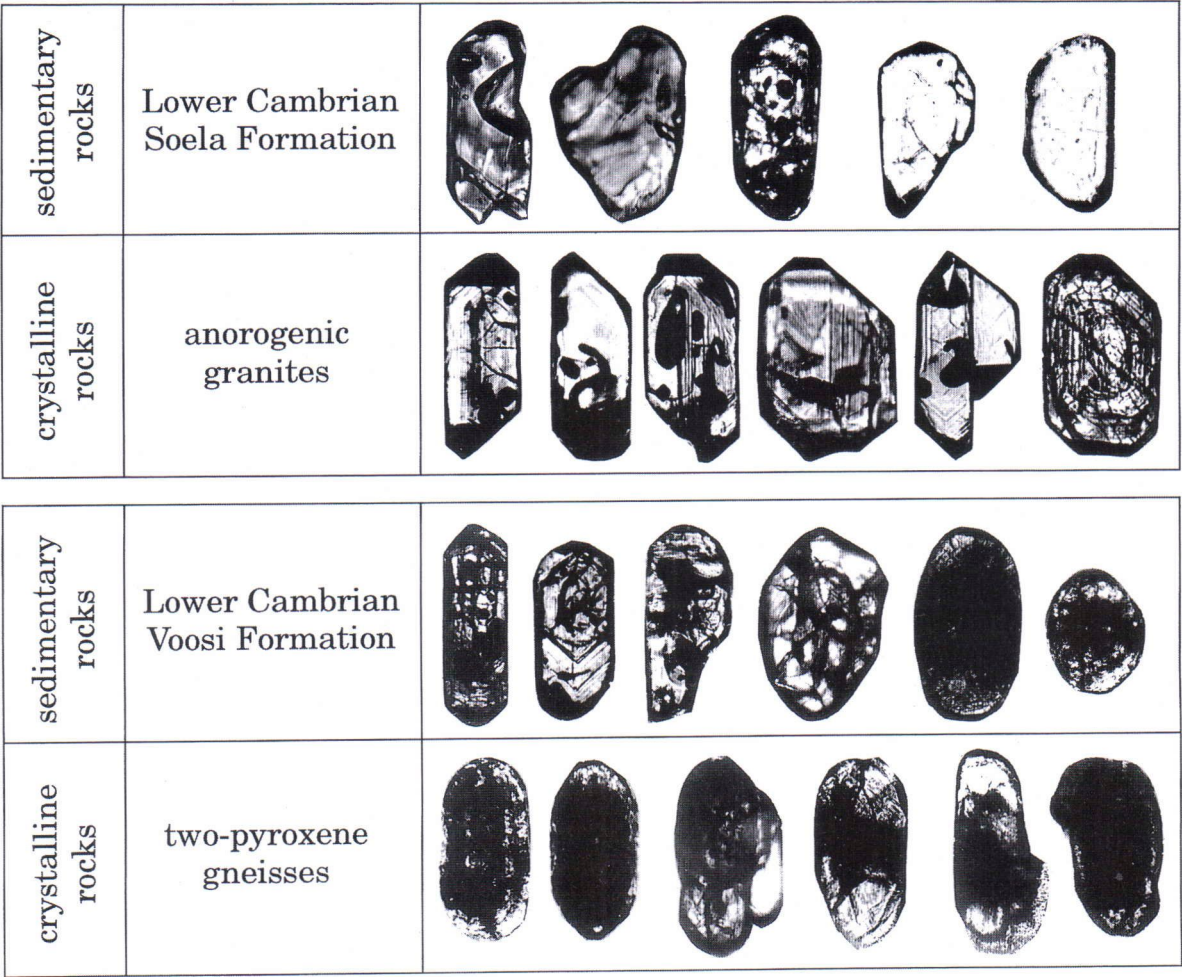 sedimentary
rocks
Lower Cambrian
Soela Formation
crystalline
rocks
anorogenic
granites
sedimentary
rocks
Lower Cambrian
Voosi Formation
crystalline
rocks
two-pyroxene
gneisses